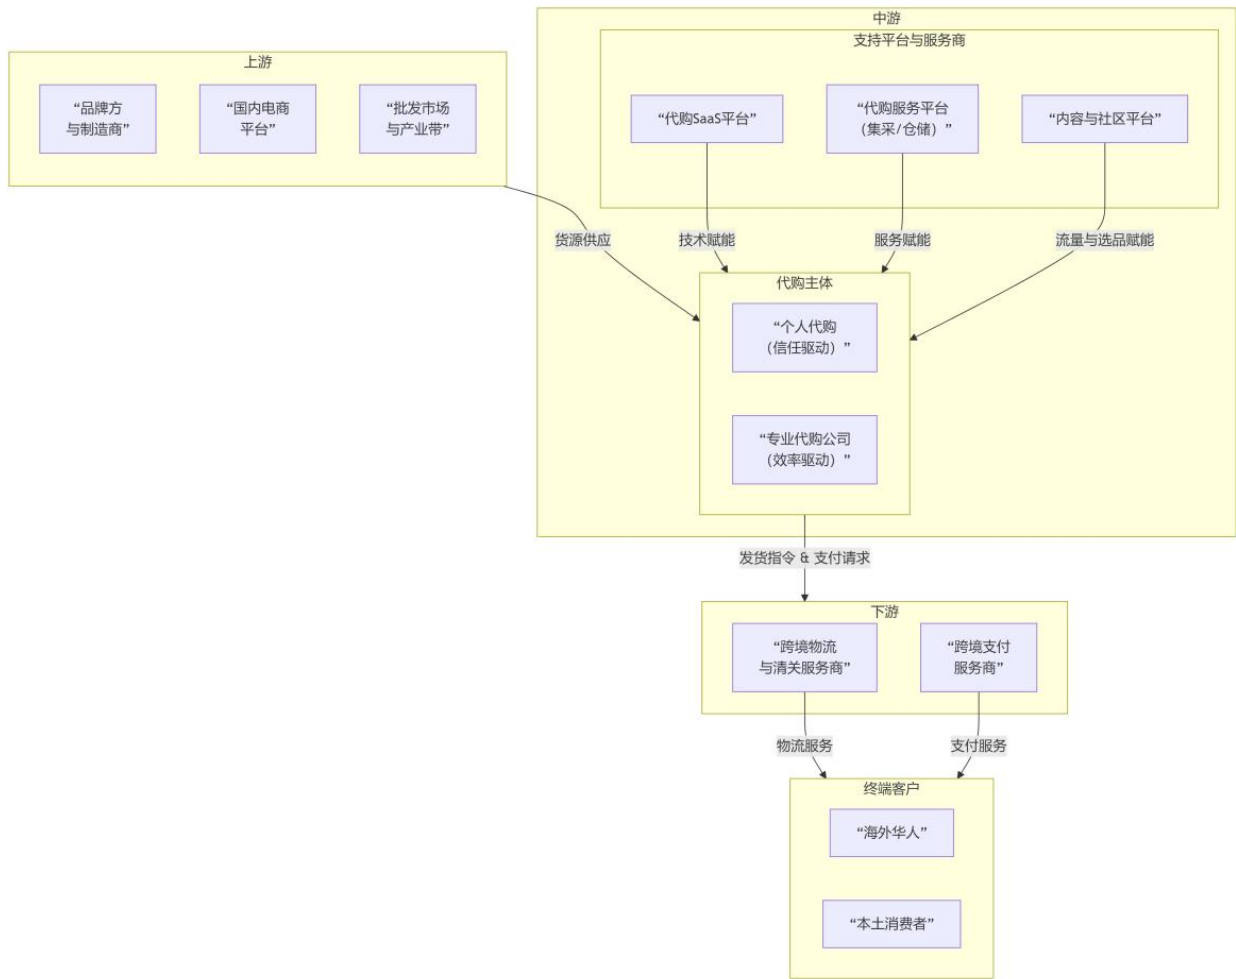 上游
“品牌方
与制造商”
“国内电商
平台”
“批发市场
与产业带”
中游
支持平台与服务商
“代购SaaS平台”
“代购服务平台
（集采/仓储）”
“内容与社区平台”
货源供应
技术赋能
服务赋能
流量与选品赋能
代购主体
“个人代购
（信任驱动）”
“专业代购公司
（效率驱动）”
发货指令 & 支付请求
下游
“跨境物流
与清关服务商”
“跨境支付
服务商”
物流服务
支付服务
终端客户
“海外华人”
“本土消费者”